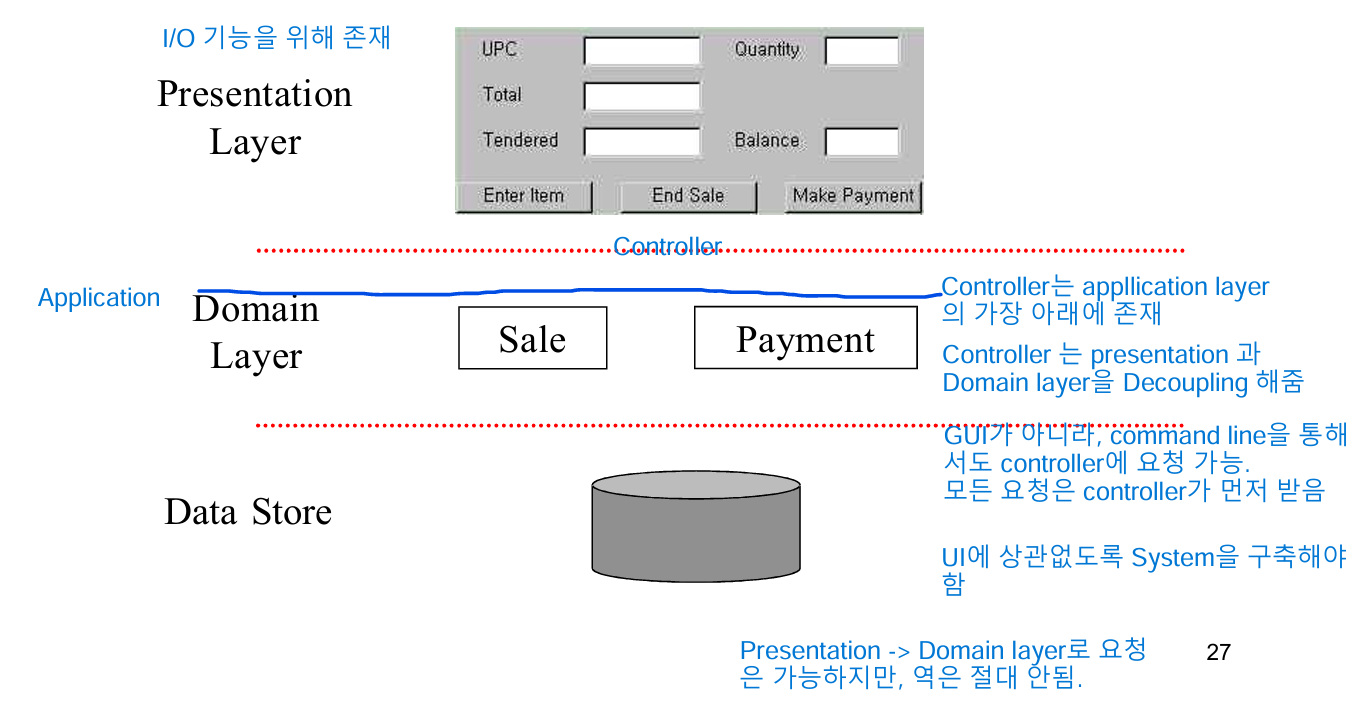 I/O 기능을 위해 존재
Presentation
Layer
UPC Quantity
Total
Tendered Balance
Enter Item End Sale Make Payment
Controller
Application
Domain
Layer
Sale Payment
Controller는 appllication layer
의 가장 아래에 존재
Controller 는 presentation 과
Domain layer을 Decoupling 해줌
GUI가 아니라, command line을 통해
서도 controller에 요청 가능.
모든 요청은 controller가 먼저 받음
Data Store
UI에 상관없도록 System을 구축해야
함
Presentation -> Domain layer로 요청
은 가능하지만, 역은 절대 안됨.
27